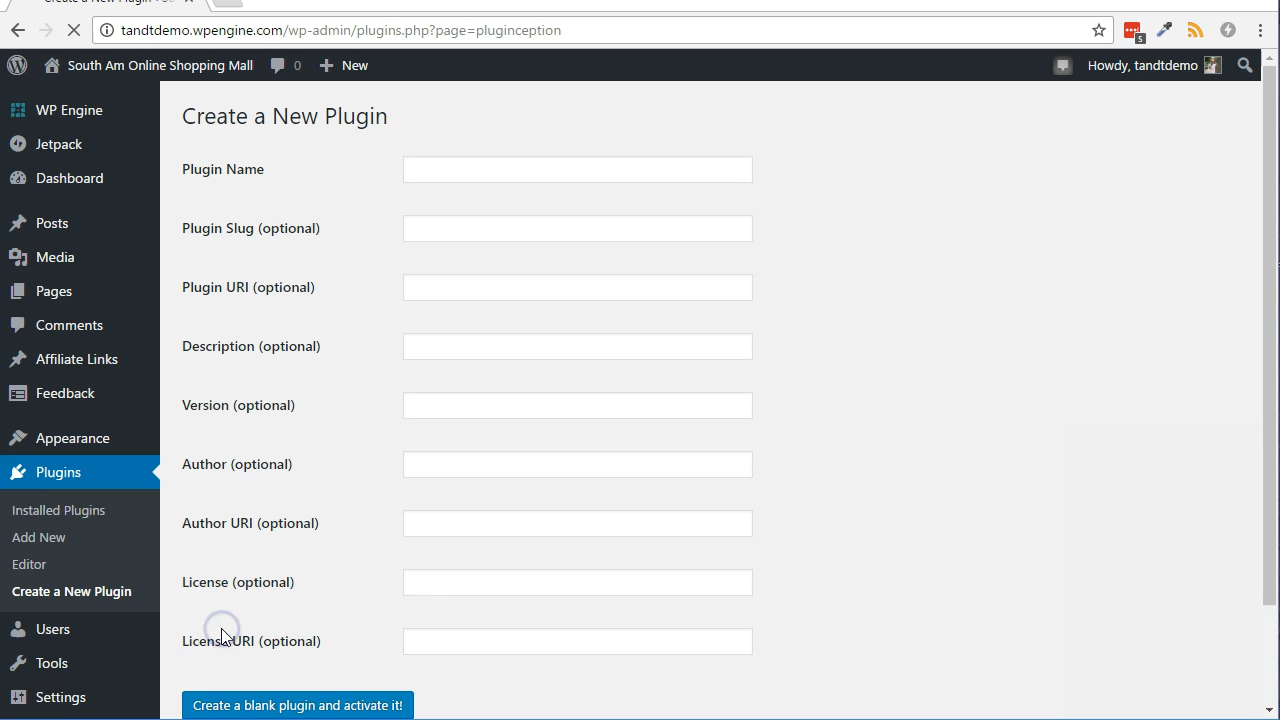 tandtdemo.wpengine.com/wp-admin/plugins.php?page=pluginception
5
South Am Online Shopping Mall
0
New
Howdy, tandtdemo
WP Engine
Jetpack
Dashboard
Posts
Media
Pages
Comments
Affiliate Links
Feedback
Appearance
Plugins
Installed Plugins
Add New
Editor
Create a New Plugin
Users
Tools
Settings
Create a New Plugin
Plugin Name
Plugin Slug (optional)
Plugin URI (optional)
Description (optional)
Version (optional)
Author (optional)
Author URI (optional)
License (optional)
License URI (optional)
Create a blank plugin and activate it!